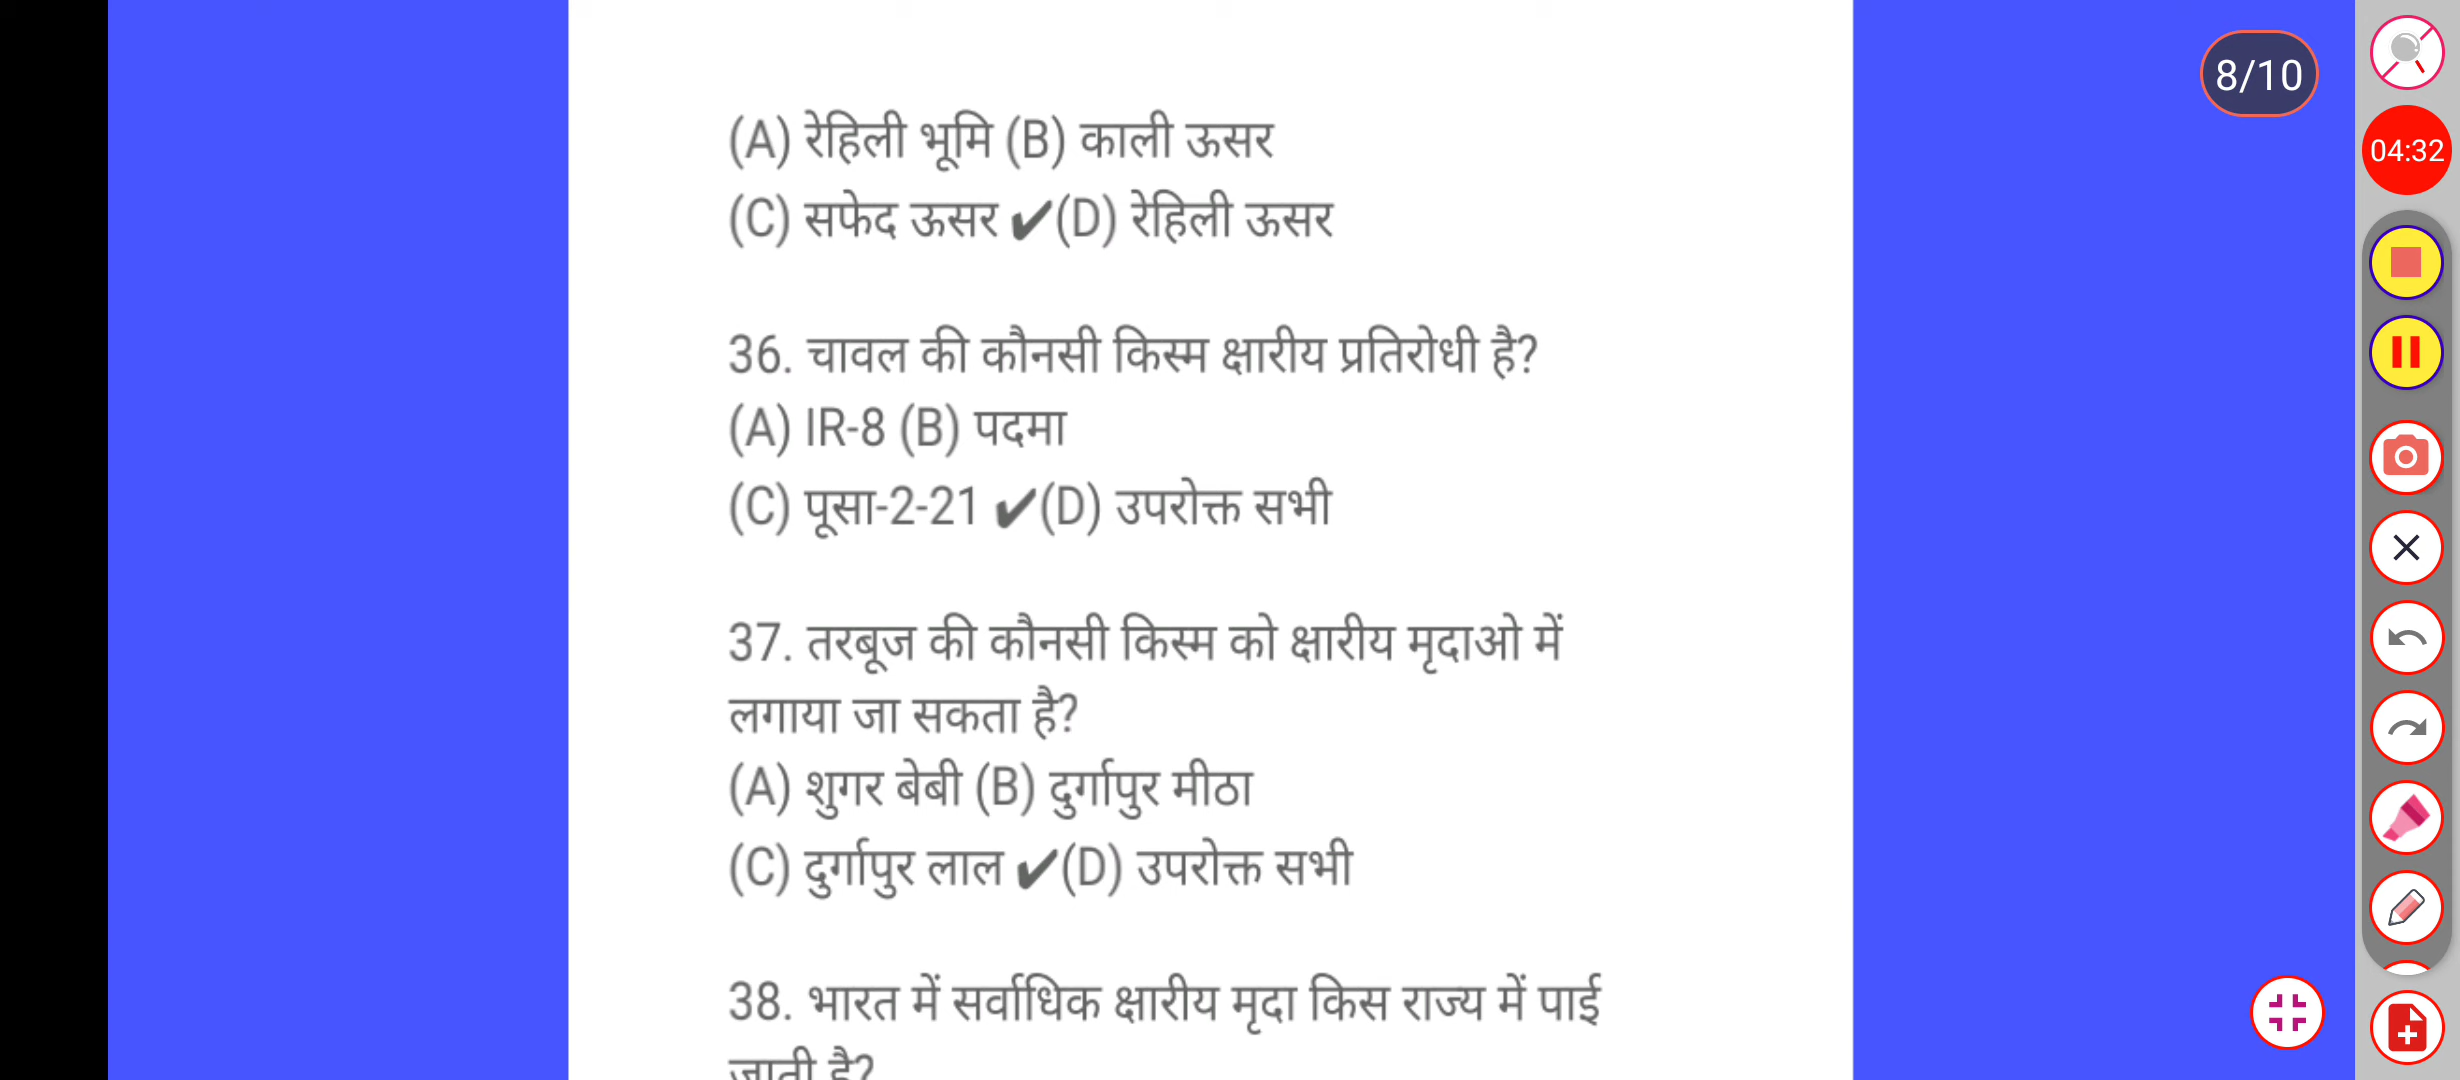 (A) रेहिली भूमि (B) काली ऊसर
(C) सफेद ऊसर ✔(D) रेहिली ऊसर
36. चावल की कौनसी किस्म क्षारीय प्रतिरोधी है?
(A) IR-8 (B) पदमा
(C) पूसा-2-21 ✔(D) उपरोक्त सभी
37. तरबूज की कौनसी किस्म को क्षारीय मृदाओ में
लगाया जा सकता है?
(A) शुगर बेबी (B) दुर्गापुर मीठा
(C) दुर्गापुर लाल ✔(D) उपरोक्त सभी
38. भारत में सर्वाधिक क्षारीय मृदा किस राज्य में पाई
जाती है?
8/10
04:32